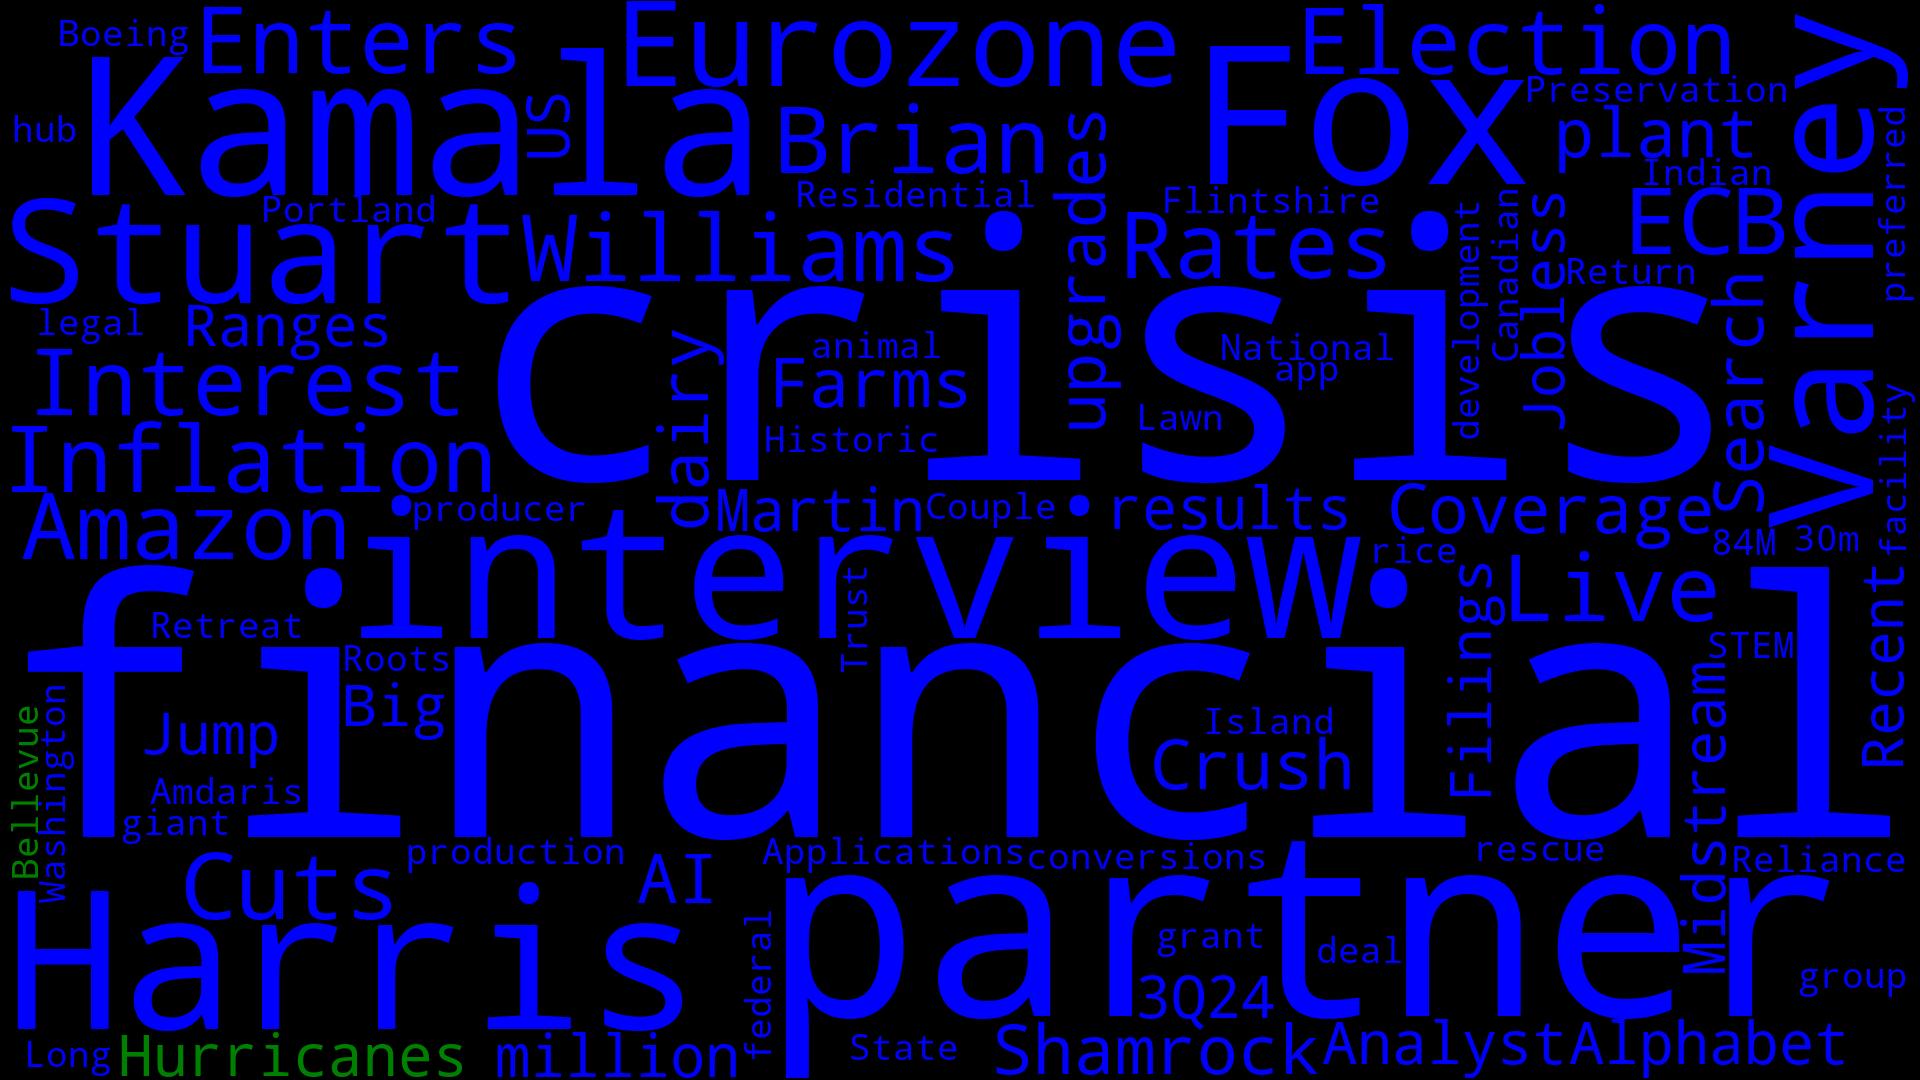 Boeing
Enters
Eurozone
Election
Varney
Kamala
US
Fox
Preservation
hub
Brian
upgrades
plant
preferred
Indian
Portland
Residential
Flintshire
ECB
Stuart
Williams
Rates
development
Canadian
Jobless
Return
Search
crisis
legal
Ranges
dairy
animal
National
Interest
Farms
app
facility
Lawn
Historic
Inflation
Amazon
producer
Martin
Couple
results
Coverage
84M
30m
interview
rice
Trust
Filings
Live
Recent
financial
Retreat
STEM
Roots
Big
Midstream
Bellevue
Washington
Jump
Island
Crush
Amdaris
giant
Cuts
production
AI
Applications
conversions
rescue
Reliance
Harris
partner
federal
grant
deal
3Q24
group
Long
Hurricanes
million
State
Shamrock
Analyst
Alphabet